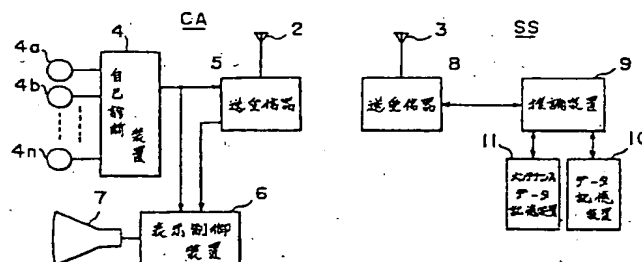 CA
SS
4a
4b
4n
4
自己診断装置
5
送受信器
2
3
8
送受信器
9
推論装置
11
メンテナンスデータ記憶装置
10
データ記憶装置
6
表示制御装置
7